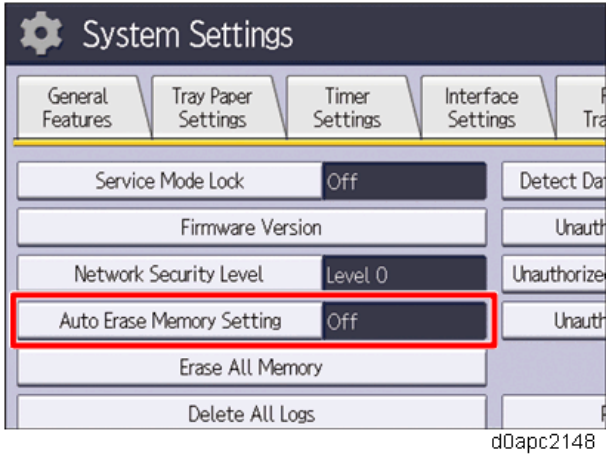 System Settings
General
Features
Tray Paper
Settings
Timer
Settings
Interface
Settings
Tra
Service Mode Lock Off
Detect Da
Firmware Version
Unauth
Network Security Level Level 0
Unauthorize
Auto Erase Memory Setting Off
Unauth
Erase All Memory
Delete All Logs
d0apc2148